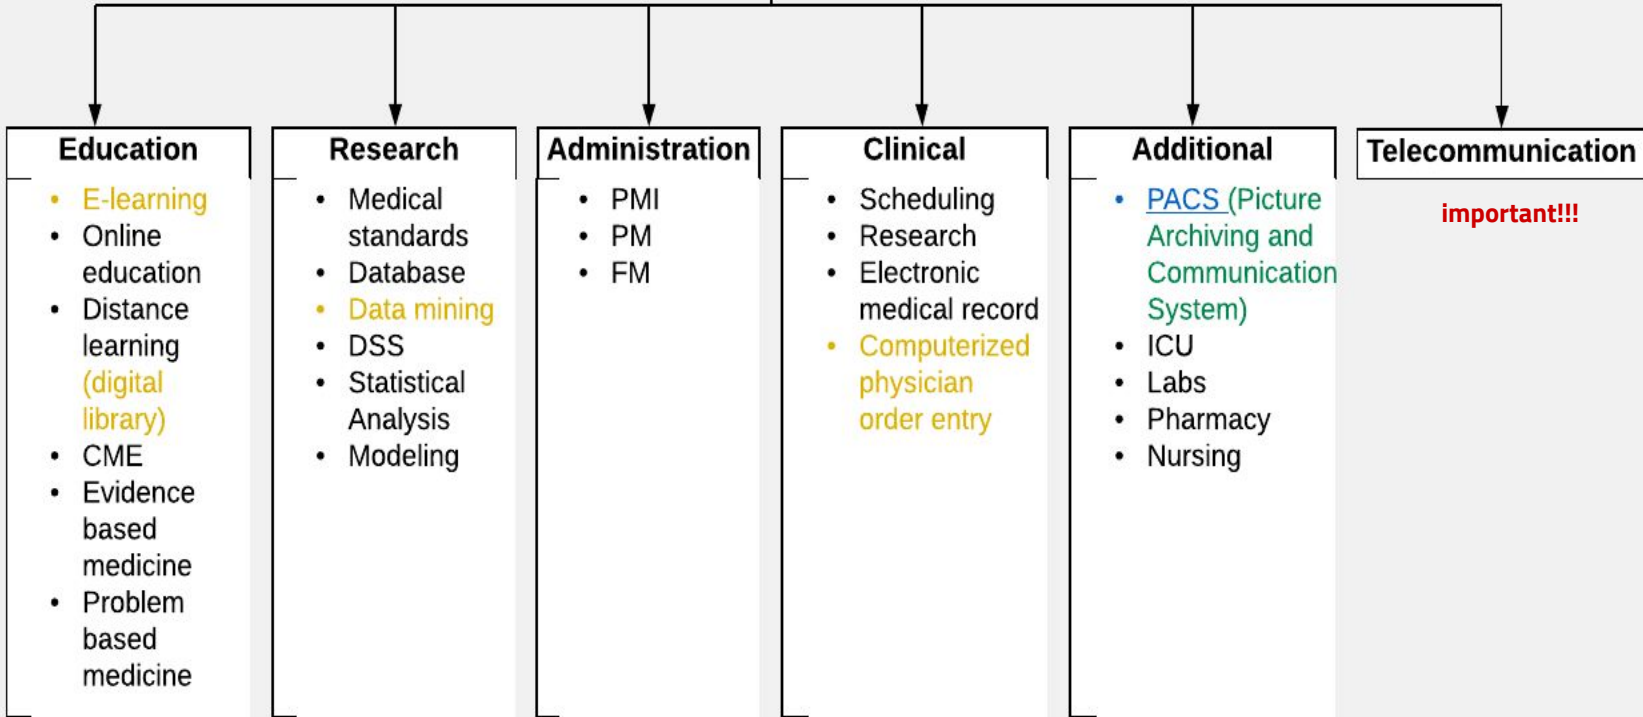 Education
• E-learning
• Online
education
• Distance
learning
(digital
library)
• CME
• Evidence
based
medicine
• Problem
based
medicine
Research
• Medical
standards
• Database
• Data mining
• DSS
• Statistical
Analysis
• Modeling
Administration
• PMI
• PM
• FM
Clinical
• Scheduling
• Research
• Electronic
medical record
• Computerized
physician
order entry
Additional
• PACS (Picture
Archiving and
Communication
System)
• ICU
• Labs
• Pharmacy
• Nursing
Telecommunication
important!!!